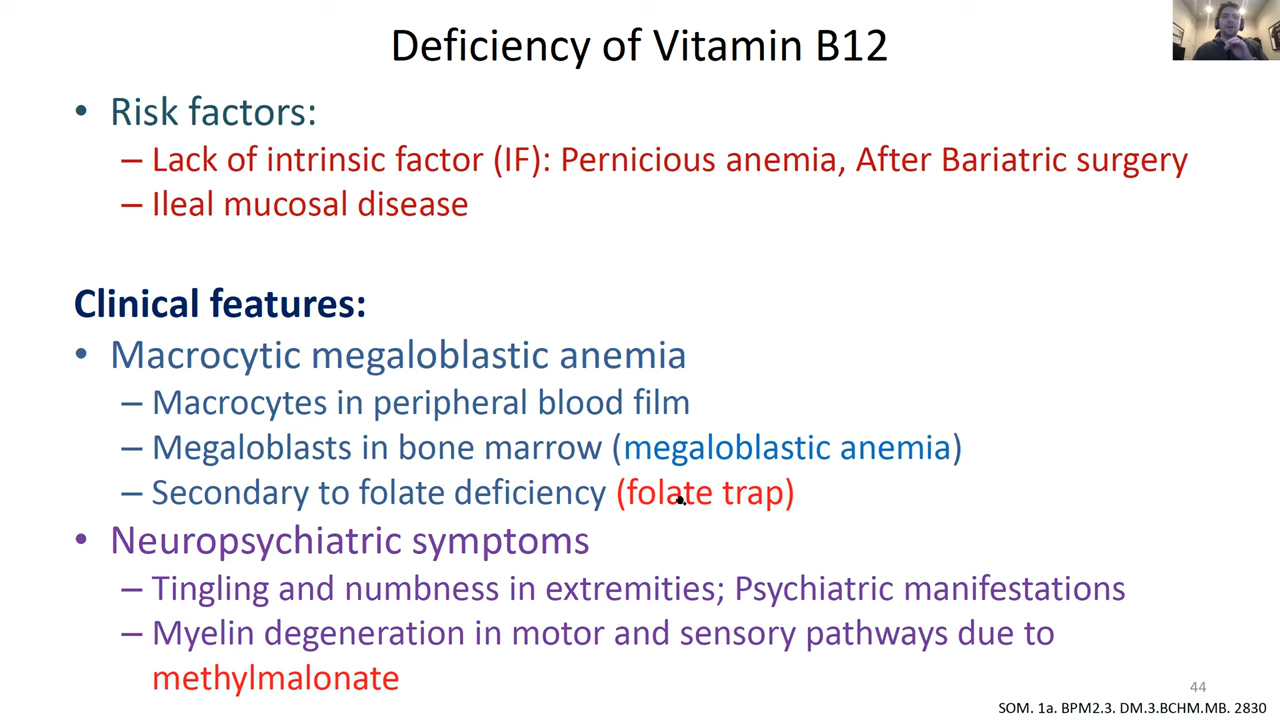 Deficiency of Vitamin B12
• Risk factors:
– Lack of intrinsic factor (IF): Pernicious anemia, After Bariatric surgery
– Ileal mucosal disease
Clinical features:
• Macrocytic megaloblastic anemia
– Macrocytes in peripheral blood film
– Megaloblasts in bone marrow (megaloblastic anemia)
– Secondary to folate deficiency (folate trap)
• Neuropsychiatric symptoms
– Tingling and numbness in extremities; Psychiatric manifestations
– Myelin degeneration in motor and sensory pathways due to
methylmalonate
44
SOM. 1a. BPM2.3. DM.3.BCHM.MB. 2830